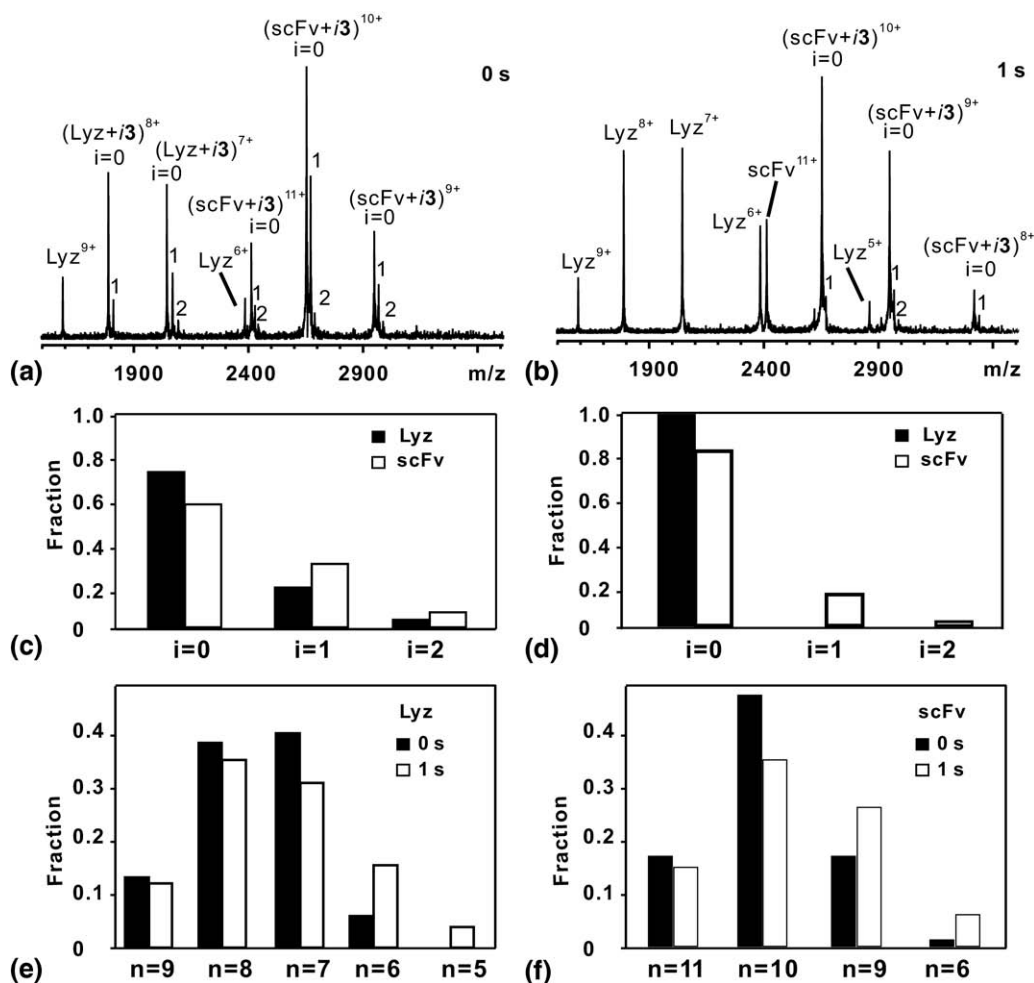 (scFv+i3)¹⁰⁺
i=0
0 s
(Lyz+i3)⁸⁺
i=0
(Lyz+i3)⁷⁺
i=0
1
(scFv+i3)¹¹⁺
i=0
(scFv+i3)⁹⁺
i=0
Lyz⁹⁺
1
1
2
Lyz⁶⁺
1
2
2
1
2
(a)
1900
2400
2900
m/z
(scFv+i3)¹⁰⁺
i=0
1 s
Lyz⁸⁺
Lyz⁷⁺
scFv¹¹⁺
(scFv+i3)⁹⁺
i=0
Lyz⁶⁺
Lyz⁹⁺
1
Lyz⁵⁺
1
2
(scFv+i3)⁸⁺
i=0
1
(b)
1900
2400
2900
m/z
1.0
0.8
0.6
0.4
0.2
0
Fraction
Lyz
scFv
(c)
i=0
i=1
i=2
1.0
0.8
0.6
0.4
0.2
0
Fraction
Lyz
scFv
(d)
i=0
i=1
i=2
0.4
0.3
0.2
0.1
0
Fraction
Lyz
0 s
1 s
(e)
n=9
n=8
n=7
n=6
n=5
0.4
0.3
0.2
0.1
0
Fraction
scFv
0 s
1 s
(f)
n=11
n=10
n=9
n=6